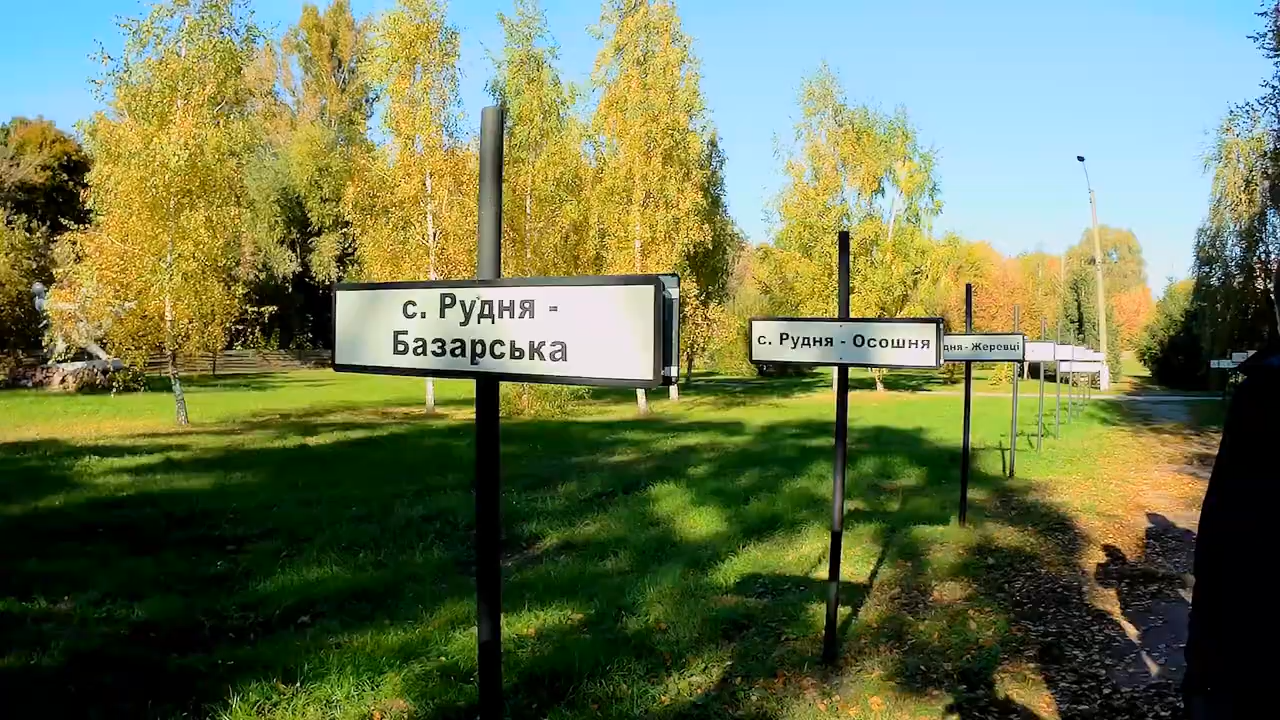 с. Рудня -
Базарська
с. Рудня - Осошня
дня - Жеревці